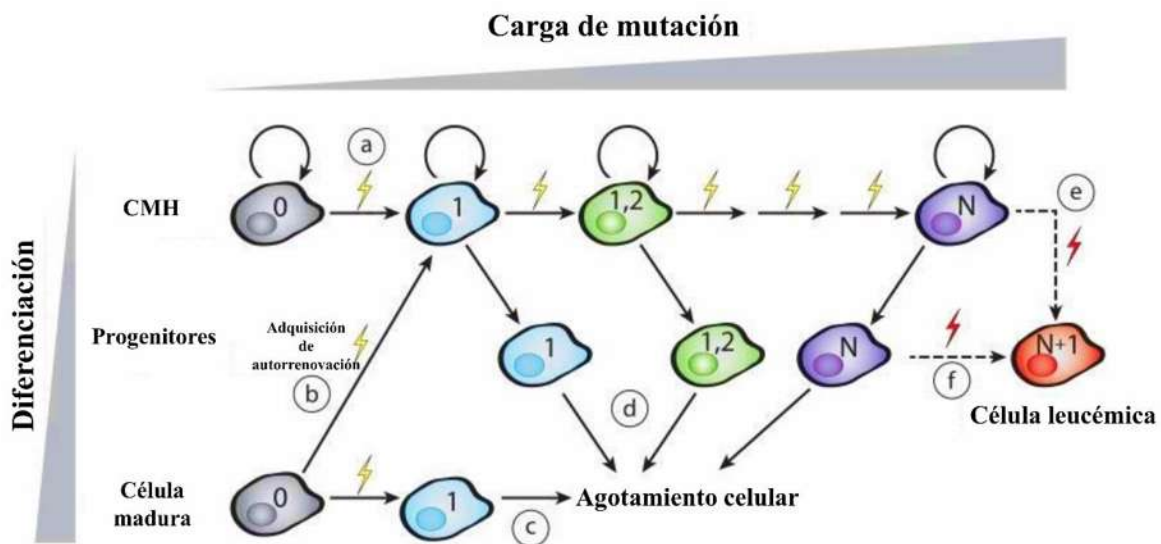 Carga de mutación
Diferenciación
a
CMH
0
1
1,2
N
e
Progenitores
Adquisición
de
autorrenovación
b
1
1,2
N
N+1
d
f
Célula leucémica
Célula
madura
0
1
c
Agotamiento celular